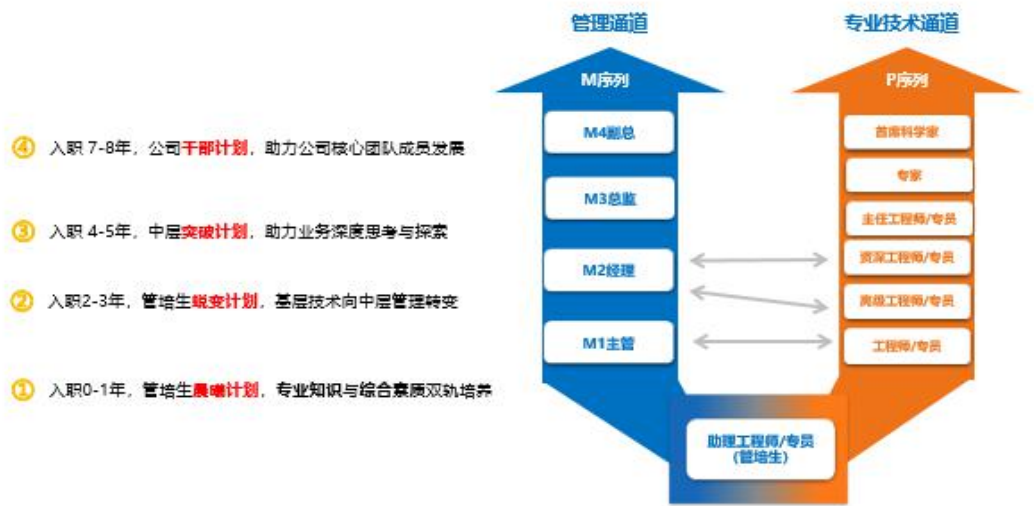 管理通道
专业技术通道
M序列
P序列
M4副总
M3总监
M2经理
M1主管
首席科学家
专家
主任工程师/专员
资深工程师/专员
高级工程师/专员
工程师/专员
助理工程师/专员
(管培生)
④ 入职 7-8年，公司干部计划，助力公司核心团队成员发展
③ 入职 4-5年，中层突破计划，助力业务深度思考与探索
② 入职2-3年，管培生蜕变计划，基层技术向中层管理转变
① 入职0-1年，管培生晨曦计划，专业知识与综合素质双轨培养